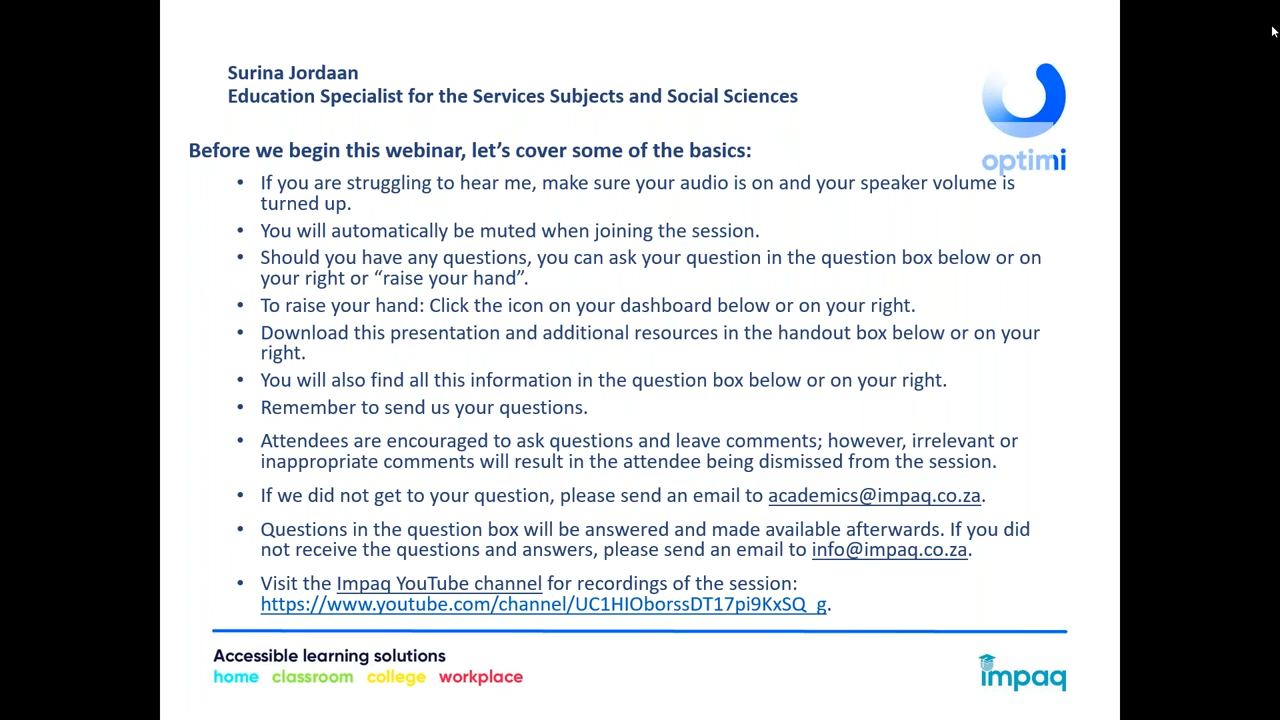 Surina Jordaan
Education Specialist for the Services Subjects and Social Sciences
optimi
Before we begin this webinar, let's cover some of the basics:
• If you are struggling to hear me, make sure your audio is on and your speaker volume is
turned up.
• You will automatically be muted when joining the session.
• Should you have any questions, you can ask your question in the question box below or on
your right or “raise your hand”.
• To raise your hand: Click the icon on your dashboard below or on your right.
• Download this presentation and additional resources in the handout box below or on your
right.
• You will also find all this information in the question box below or on your right.
• Remember to send us your questions.
• Attendees are encouraged to ask questions and leave comments; however, irrelevant or
inappropriate comments will result in the attendee being dismissed from the session.
• If we did not get to your question, please send an email to academics@impaq.co.za.
• Questions in the question box will be answered and made available afterwards. If you did
not receive the questions and answers, please send an email to info@impaq.co.za.
• Visit the Impaq YouTube channel for recordings of the session:
https://www.youtube.com/channel/UC1HIOborssDT17pi9KxSQ_g.
Accessible learning solutions
home classroom college workplace
impaq